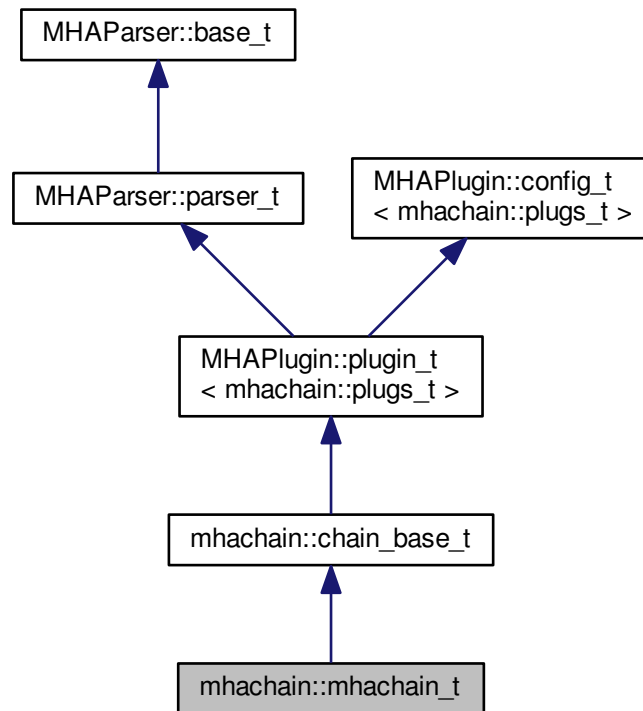 MHAParser::base_t
MHAParser::parser_t
MHAPlugin::config_t
< mhachain::plugs_t >
MHAPlugin::plugin_t
< mhachain::plugs_t >
mhachain::chain_base_t
mhachain::mhachain_t